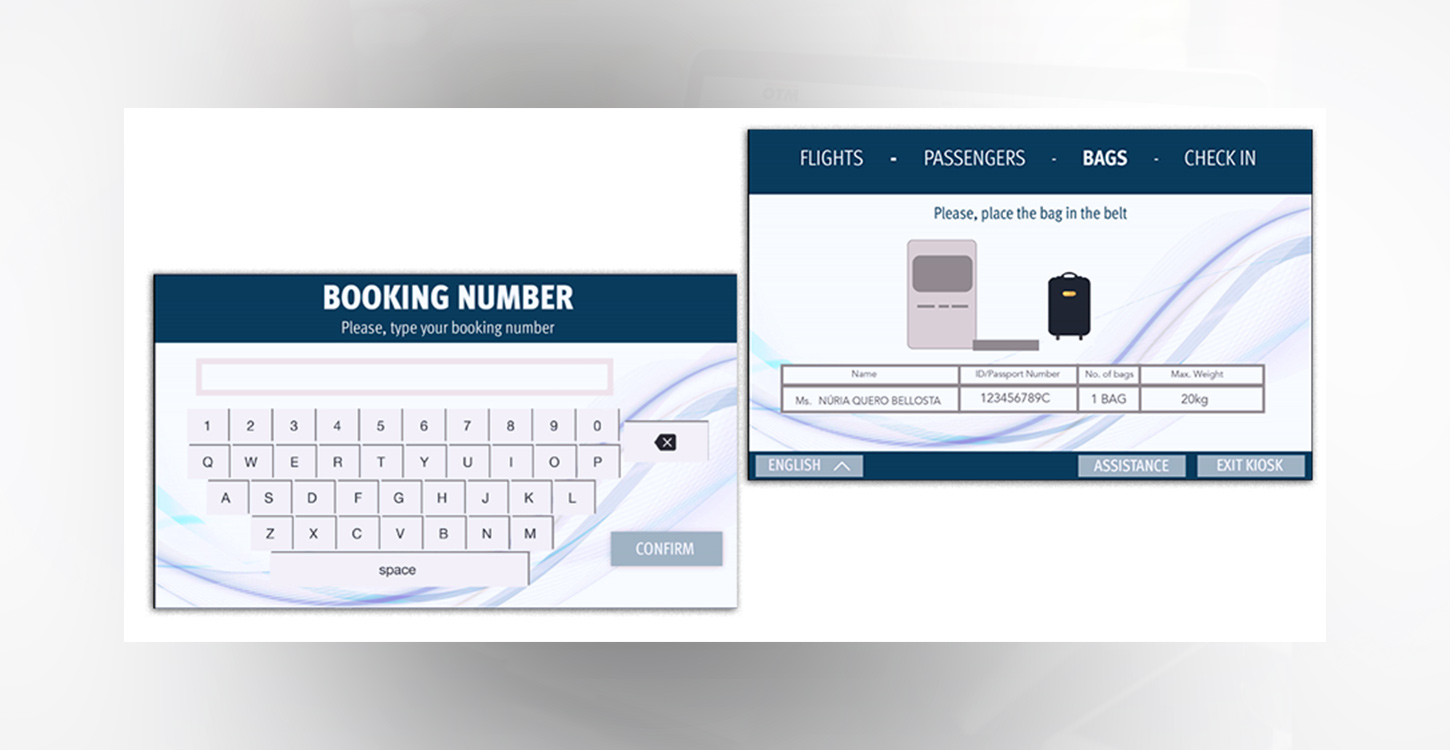 BOOKING NUMBER
Please, type your booking number
1 2 3 4 5 6 7 8 9 0
Q W E R T Y U I O P
A S D F G H J K L
Z X C V B N M
CONFIRM
space
FLIGHTS - PASSENGERS - BAGS - CHECK IN
Please, place the bag in the belt
Name ID/Passport Number No. of bags Max. Weight
Ms. NÚRIA QUERO BELLOSTA 123456789C 1 BAG 20kg
ENGLISH ASSISTANCE EXIT KIOSK